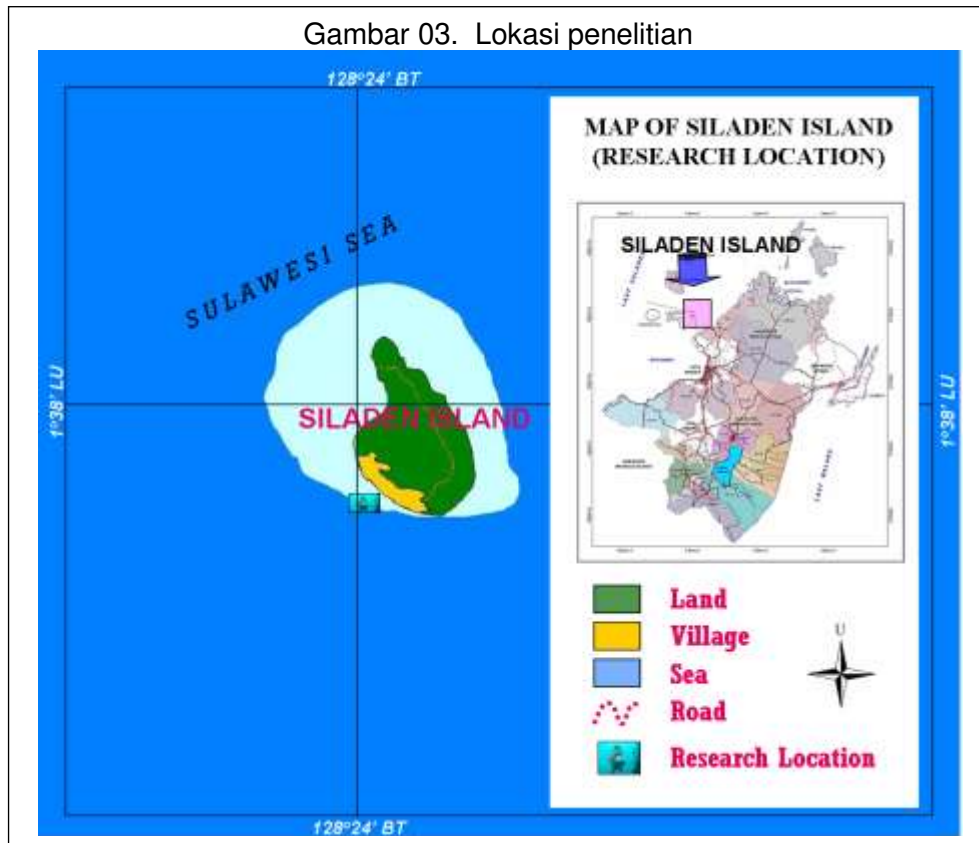 Gambar 03. Lokasi penelitian
128°24' BT
MAP OF SILADEN ISLAND
(RESEARCH LOCATION)
SULAWESI SEA
SILADEN ISLAND
1°38' LU
1°38' LU
SILADEN ISLAND
Land
Village
Sea
Road
Research Location
U
128°24' BT